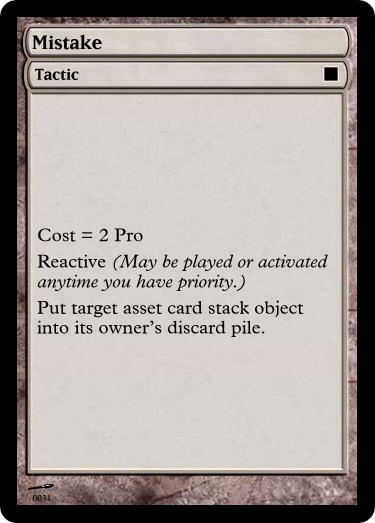 Mistake
Tactic
Cost = 2 Pro
Reactive (May be played or activated
anytime you have priority.)
Put target asset card stack object
into its owner's discard pile.
0031